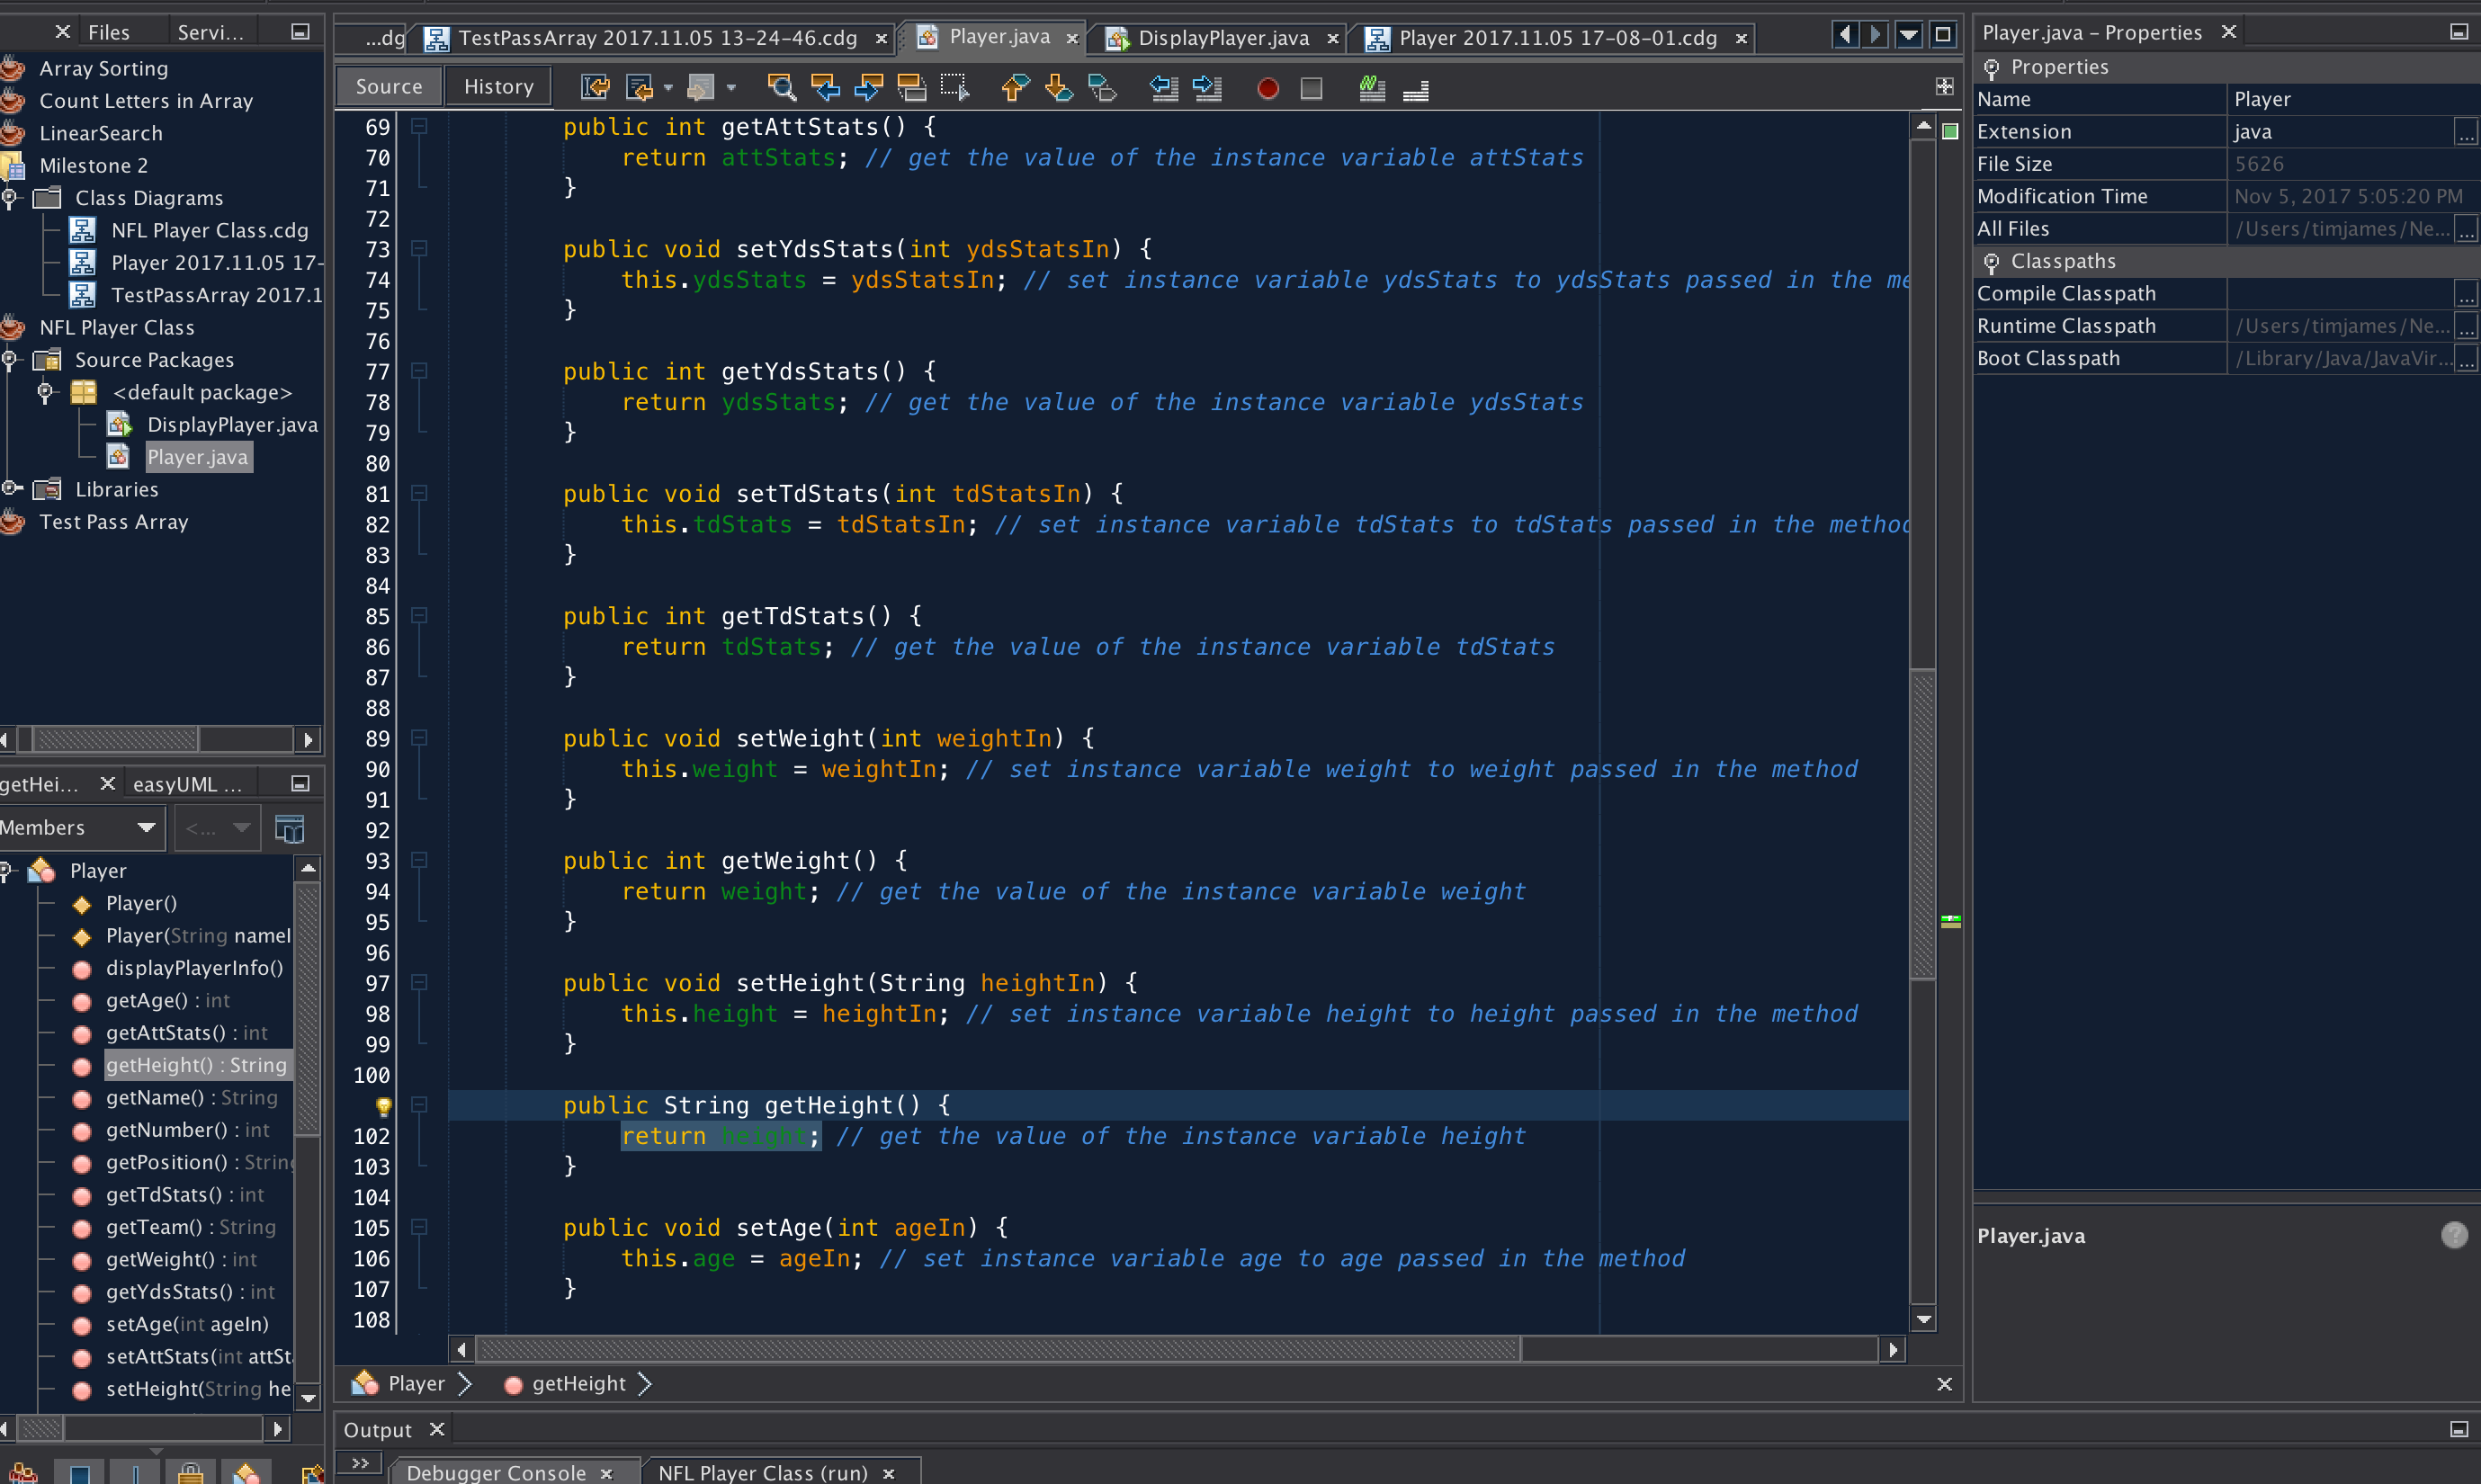 Files
Servi...
Array Sorting
Count Letters in Array
LinearSearch
Milestone 2
Class Diagrams
NFL Player Class.cdg
Player 2017.11.05 17-
TestPassArray 2017.1
NFL Player Class
Source Packages
<default package>
DisplayPlayer.java
Player.java
Libraries
Test Pass Array
getHei...
easyUML ...
Members
<...
Player
Player()
Player(String nameI
displayPlayerInfo()
getAge() : int
getAttStats() : int
getHeight() : String
getName() : String
getNumber() : int
getPosition() : String
getTdStats() : int
getTeam() : String
getWeight() : int
getYdsStats() : int
setAge(int ageIn)
setAttStats(int attSt
setHeight(String he
...dg
TestPassArray 2017.11.05 13-24-46.cdg
Player.java
DisplayPlayer.java
Player 2017.11.05 17-08-01.cdg
Source
History
69 public int getAttStats() {
70 return attStats; // get the value of the instance variable attStats
71 }
72
73 public void setYdsStats(int ydsStatsIn) {
74 this.ydsStats = ydsStatsIn; // set instance variable ydsStats to ydsStats passed in the me
75 }
76
77 public int getYdsStats() {
78 return ydsStats; // get the value of the instance variable ydsStats
79 }
80
81 public void setTdStats(int tdStatsIn) {
82 this.tdStats = tdStatsIn; // set instance variable tdStats to tdStats passed in the method
83 }
84
85 public int getTdStats() {
86 return tdStats; // get the value of the instance variable tdStats
87 }
88
89 public void setWeight(int weightIn) {
90 this.weight = weightIn; // set instance variable weight to weight passed in the method
91 }
92
93 public int getWeight() {
94 return weight; // get the value of the instance variable weight
95 }
96
97 public void setHeight(String heightIn) {
98 this.height = heightIn; // set instance variable height to height passed in the method
99 }
100
public String getHeight() {
102 return height; // get the value of the instance variable height
103 }
104
105 public void setAge(int ageIn) {
106 this.age = ageIn; // set instance variable age to age passed in the method
107 }
108
Player
getHeight
Output
>>
Debugger Console
NFL Player Class (run)
Player.java – Properties
Properties
Name Player
Extension java ...
File Size 5626
Modification Time Nov 5, 2017 5:05:20 PM
All Files /Users/timjames/Ne... ...
Classpaths
Compile Classpath ...
Runtime Classpath /Users/timjames/Ne... ...
Boot Classpath /Library/Java/JavaVir... ...
Player.java
?